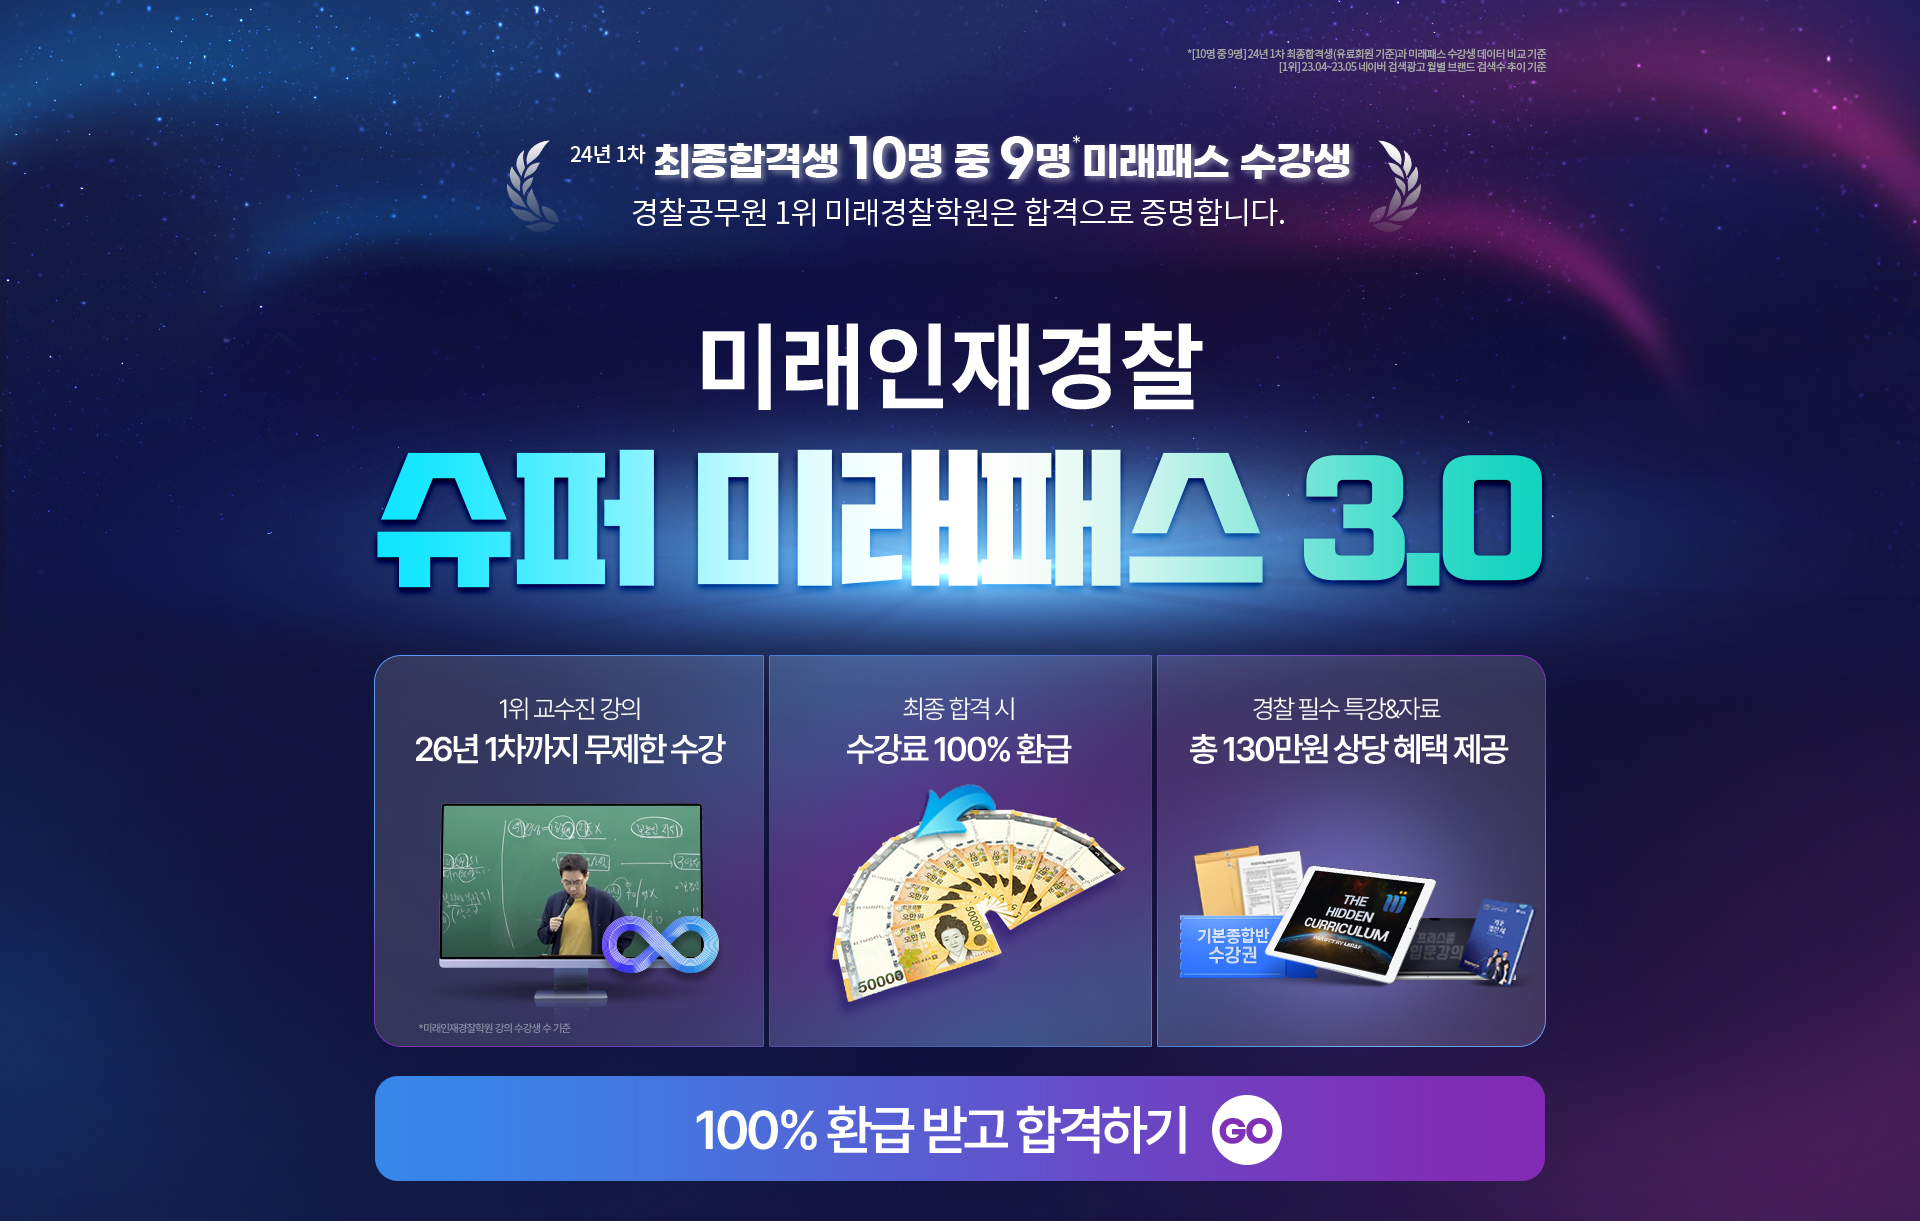 *[10명 중 9명] 24년 1차 최종합격생(유료회원 기준)과 미래패스 수강생 데이터 비교 기준
[1위] 23.04~23.05 네이버 검색광고 월별 브랜드 검색수 추이 기준
24년 1차 최종합격생 10명 중 9명* 미래패스 수강생
경찰공무원 1위 미래경찰학원은 합격으로 증명합니다.
미래인재경찰
슈퍼 미래패스 3.0
1위 교수진 강의
26년 1차까지 무제한 수강
*미래인재경찰학원 강의 수강생 수 기준
최종 합격 시
수강료 100% 환급
50000
오만원
50000
경찰 필수 특강&자료
총 130만원 상당 혜택 제공
기본종합반
수강권
THE
HIDDEN
CURRICULUM
프리스쿨
입문강의
100% 환급 받고 합격하기 GO